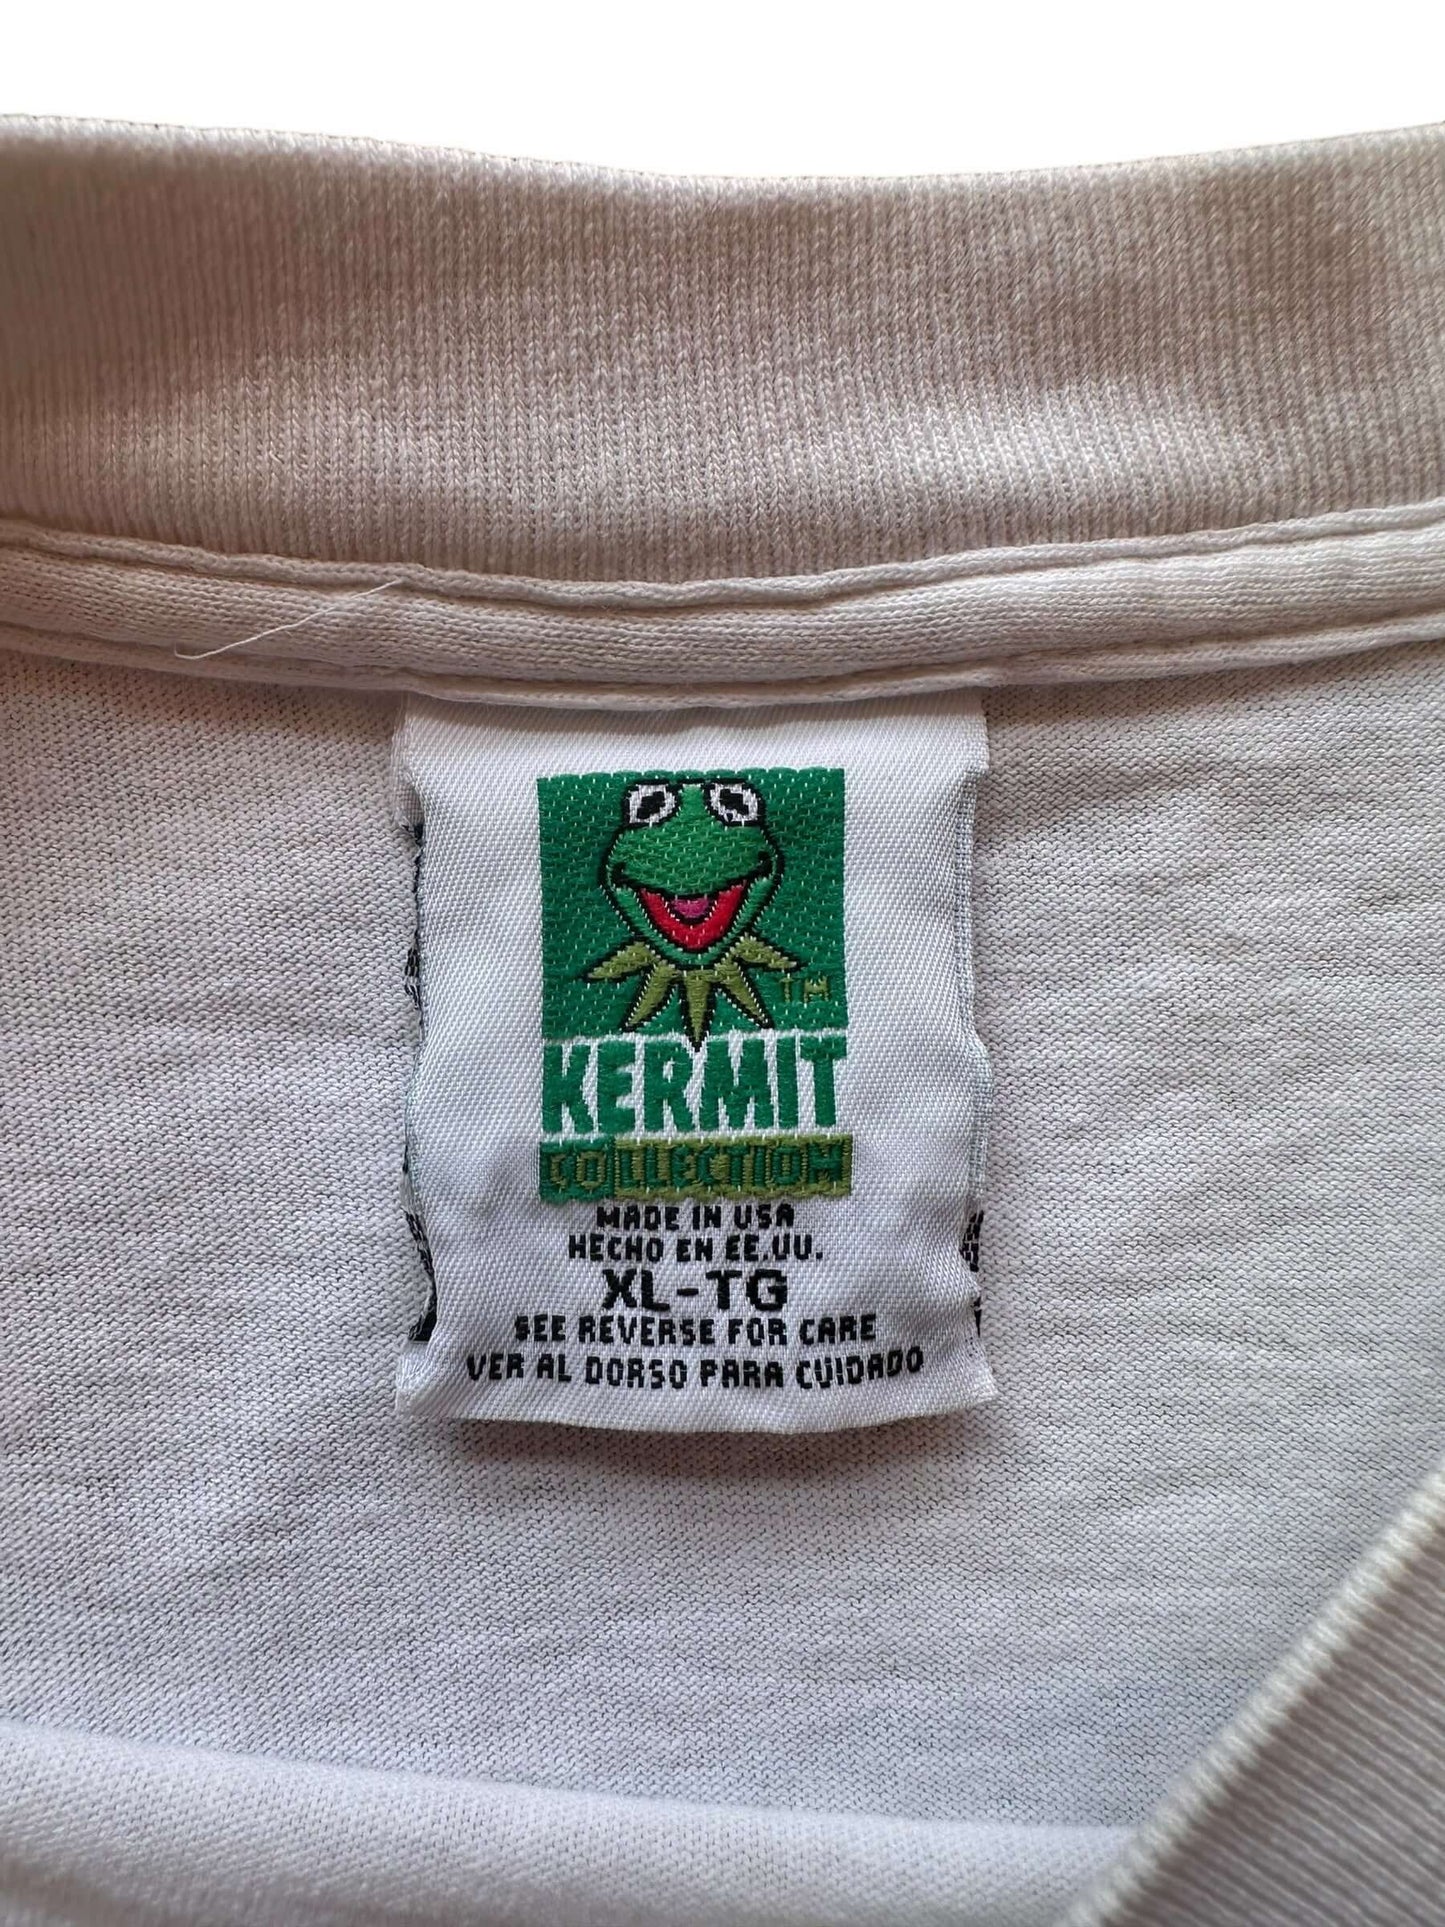 TM
KERMIT
COLLECTION
MADE IN USA
HECHO EN EE.UU.
XL-TG
SEE REVERSE FOR CARE
VER AL DORSO PARA CUIDADO